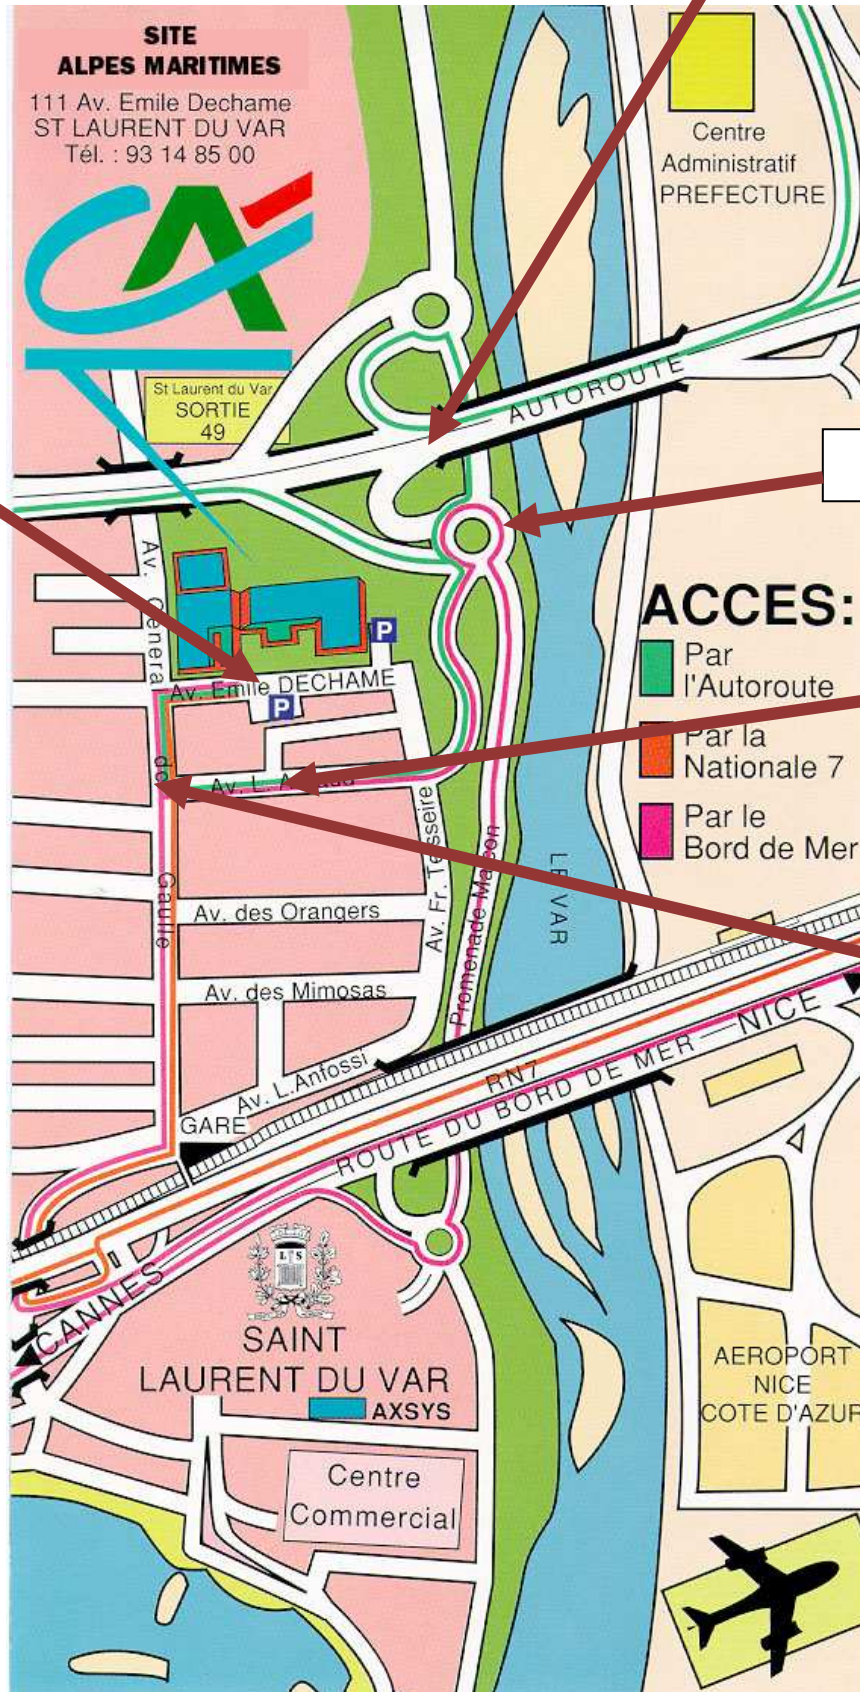 SITE
ALPES MARITIMES
111 Av. Emile Dechame
ST LAURENT DU VAR
Tél. : 93 14 85 00
Centre
Administratif
PREFECTURE
St Laurent du Var
SORTIE
49
AUTOROUTE
ACCES:
Par
l'Autoroute
Par la
Nationale 7
Par le
Bord de Mer
Av. Genera
de
Gaulle
P
Av. Emile DECHAME
P
Av. L.
Av. Fr. Teisseire
Promenade
LE VAR
Av. des Orangers
Av. des Mimosas
Av. L.Anfossi
GARE
RN7
ROUTE DU BORD DE MER
NICE
CANNES
L S
SAINT
LAURENT DU VAR
AXSYS
Centre
Commercial
AEROPORT
NICE
COTE D'AZUR